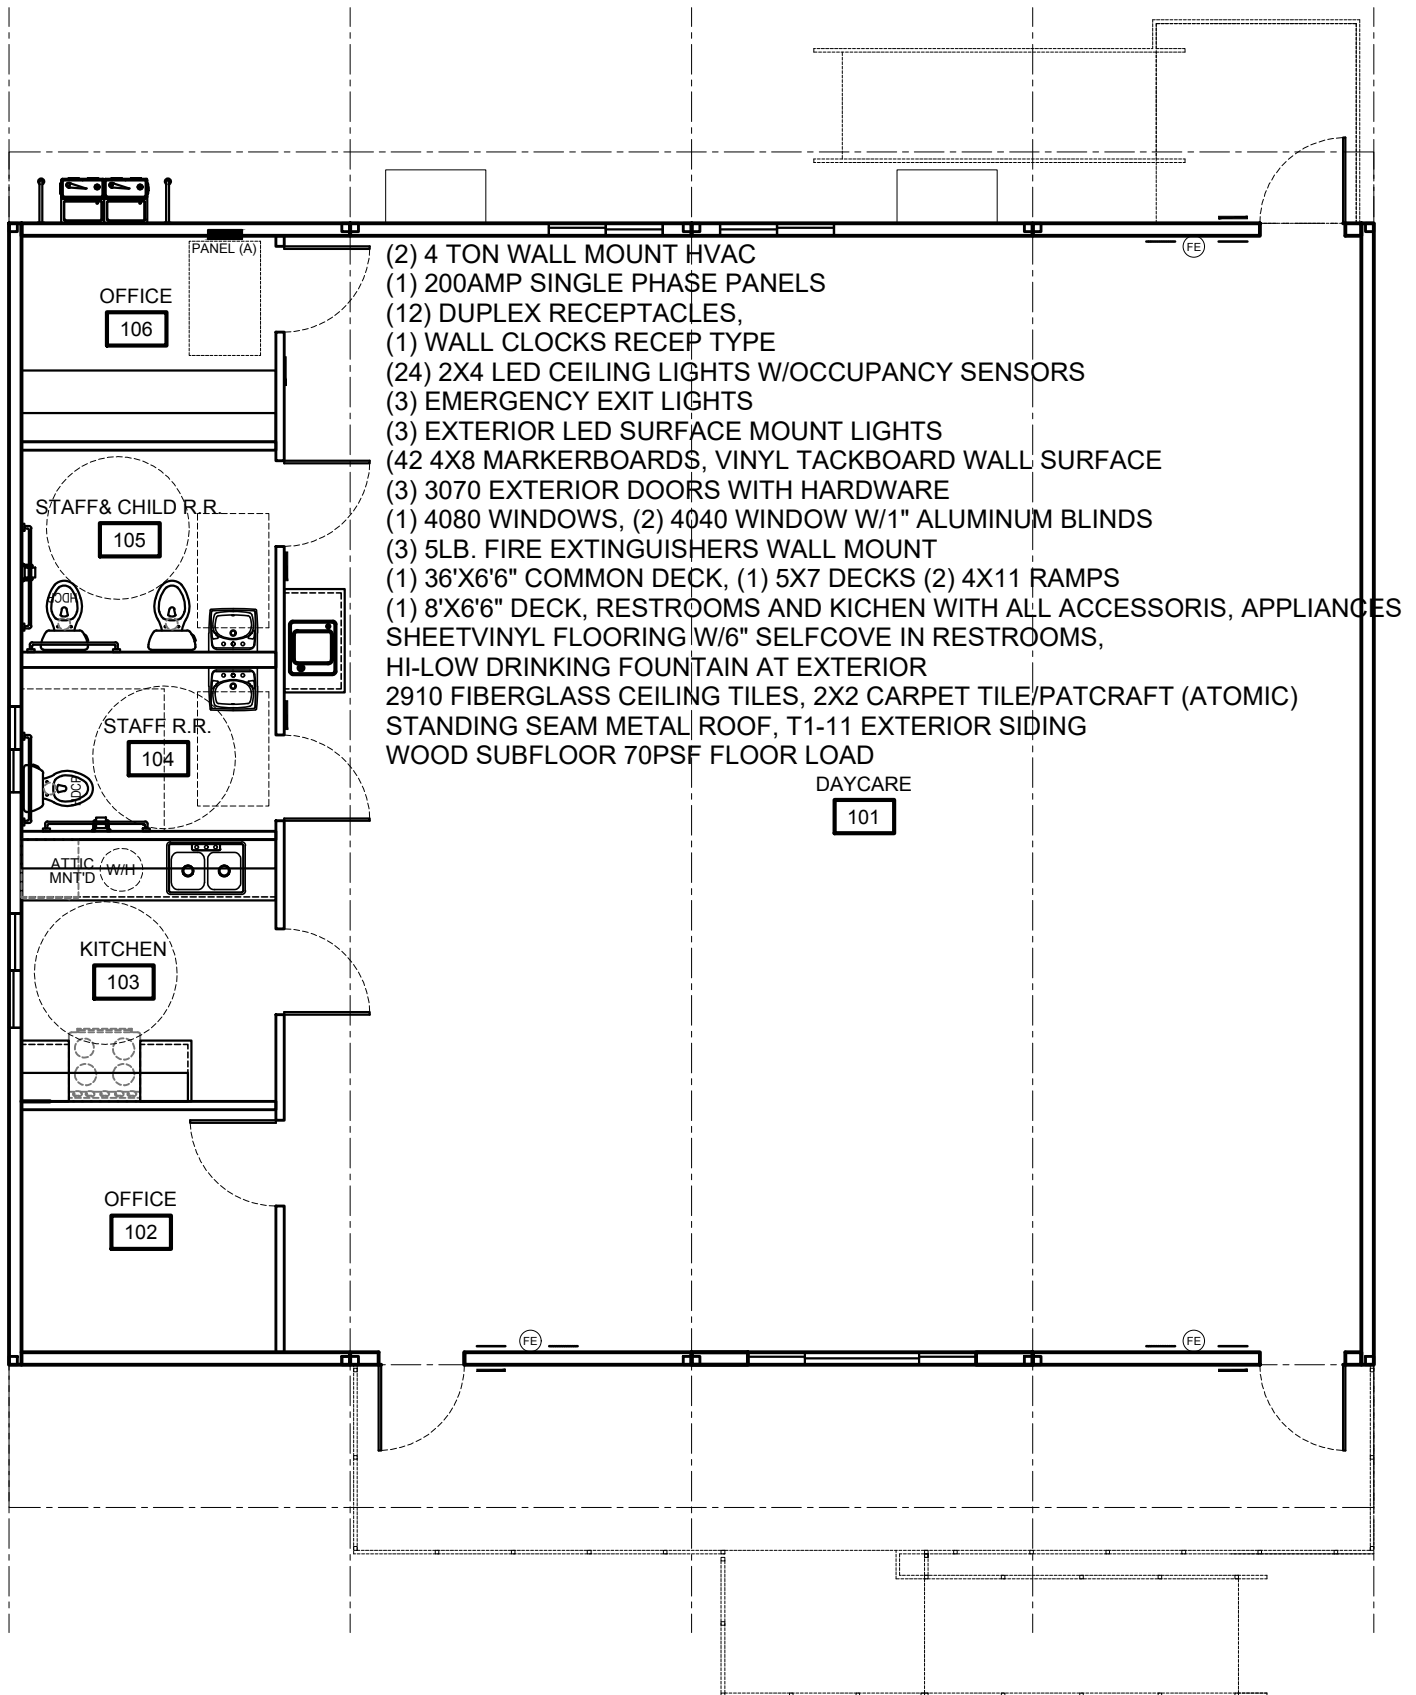 PANEL (A)
FE
OFFICE
106
(2) 4 TON WALL MOUNT HVAC
(1) 200AMP SINGLE PHASE PANELS
(12) DUPLEX RECEPTACLES,
(1) WALL CLOCKS RECEP TYPE
(24) 2X4 LED CEILING LIGHTS W/OCCUPANCY SENSORS
(3) EMERGENCY EXIT LIGHTS
(3) EXTERIOR LED SURFACE MOUNT LIGHTS
(42 4X8 MARKERBOARDS, VINYL TACKBOARD WALL SURFACE
(3) 3070 EXTERIOR DOORS WITH HARDWARE
(1) 4080 WINDOWS, (2) 4040 WINDOW W/1" ALUMINUM BLINDS
(3) 5LB. FIRE EXTINGUISHERS WALL MOUNT
(1) 36'X6'6" COMMON DECK, (1) 5X7 DECKS (2) 4X11 RAMPS
(1) 8'X6'6" DECK, RESTROOMS AND KICHEN WITH ALL ACCESSORIS, APPLIANCES
SHEETVINYL FLOORING W/6" SELFCOVE IN RESTROOMS,
HI-LOW DRINKING FOUNTAIN AT EXTERIOR
2910 FIBERGLASS CEILING TILES, 2X2 CARPET TILE/PATCRAFT (ATOMIC)
STANDING SEAM METAL ROOF, T1-11 EXTERIOR SIDING
WOOD SUBFLOOR 70PSF FLOOR LOAD
STAFF& CHILD R.R.
105
HDCP
STAFF R.R.
104
HDCP
DAYCARE
101
ATTIC
MNT'D
W/H
KITCHEN
103
OFFICE
102
FE
FE